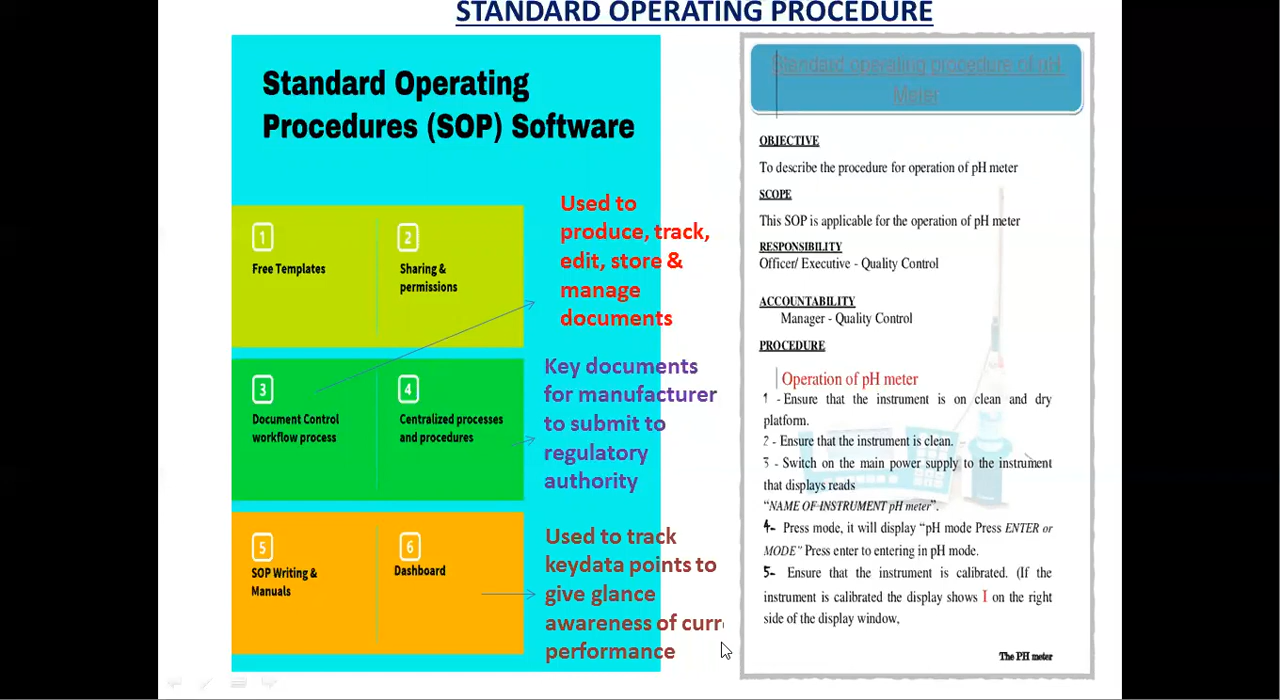 STANDARD OPERATING PROCEDURE
Standard Operating
Procedures (SOP) Software
1
Free Templates
2
Sharing &
permissions
Used to
produce, track,
edit, store &
manage
documents
3
Document Control
workflow process
4
Centralized processes
and procedures
Key documents
for manufacturer
to submit to
regulatory
authority
5
SOP Writing &
Manuals
6
Dashboard
Used to track
keydata points to
give glance
awareness of curr
performance
Standard operating procedure of pH
Meter
OBJECTIVE
To describe the procedure for operation of pH meter
SCOPE
This SOP is applicable for the operation of pH meter
RESPONSIBILITY
Officer/ Executive - Quality Control
ACCOUNTABILITY
Manager - Quality Control
PROCEDURE
Operation of pH meter
1 - Ensure that the instrument is on clean and dry
platform.
2 - Ensure that the instrument is clean.
3 - Switch on the main power supply to the instrument
that displays reads
“NAME OF INSTRUMENT pH meter”.
4- Press mode, it will display “pH mode Press ENTER or
MODE” Press enter to entering in pH mode.
5- Ensure that the instrument is calibrated. (If the
instrument is calibrated the display shows I on the right
side of the display window,
The PH meter